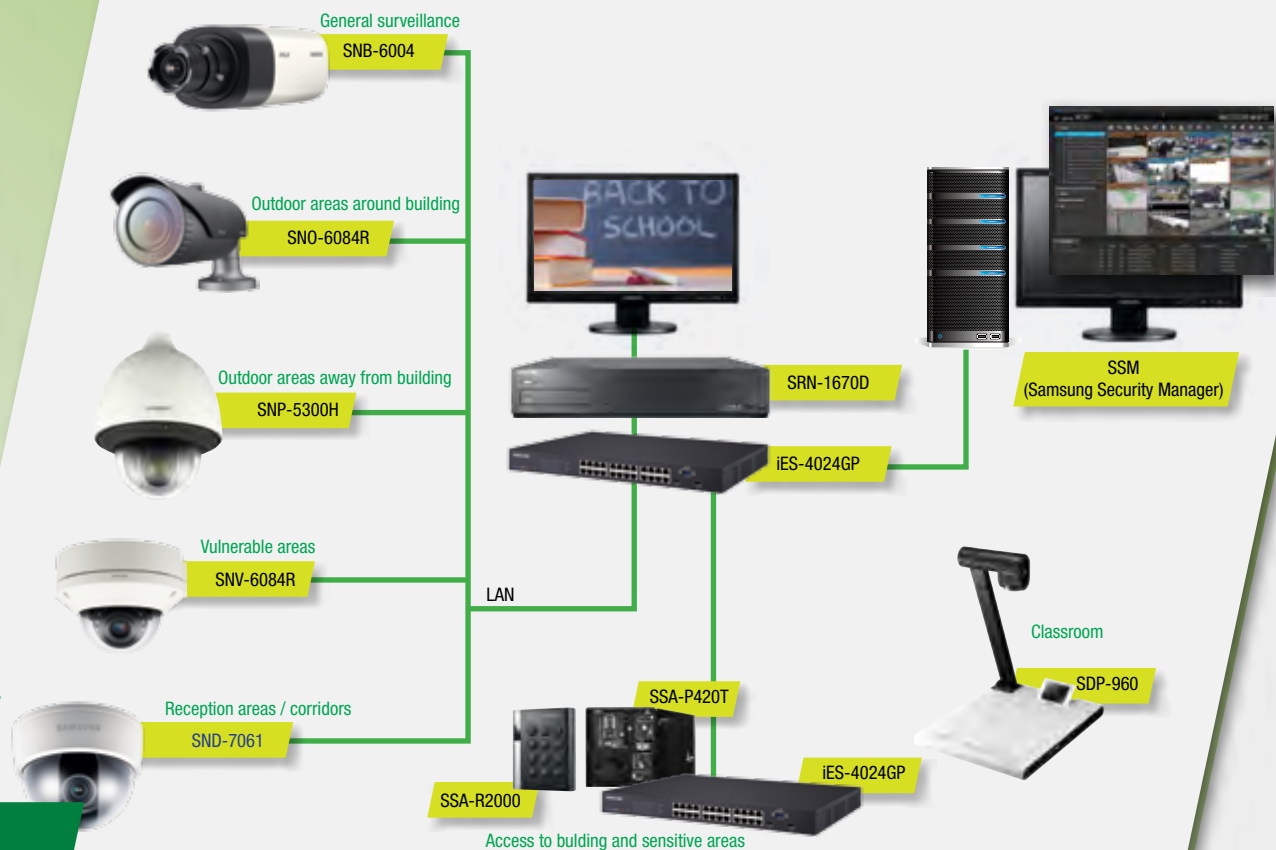 General surveillance
SNB-6004
Outdoor areas around building
SNO-6084R
BACK TO
SCHOOL
Outdoor areas away from building
SNP-5300H
SRN-1670D
SSM
(Samsung Security Manager)
iES-4024GP
Vulnerable areas
SNV-6084R
LAN
Classroom
SDP-960
Reception areas / corridors
SND-7061
SAMSUNG
SSA-P420T
iES-4024GP
SSA-R2000
Access to bulding and sensitive areas